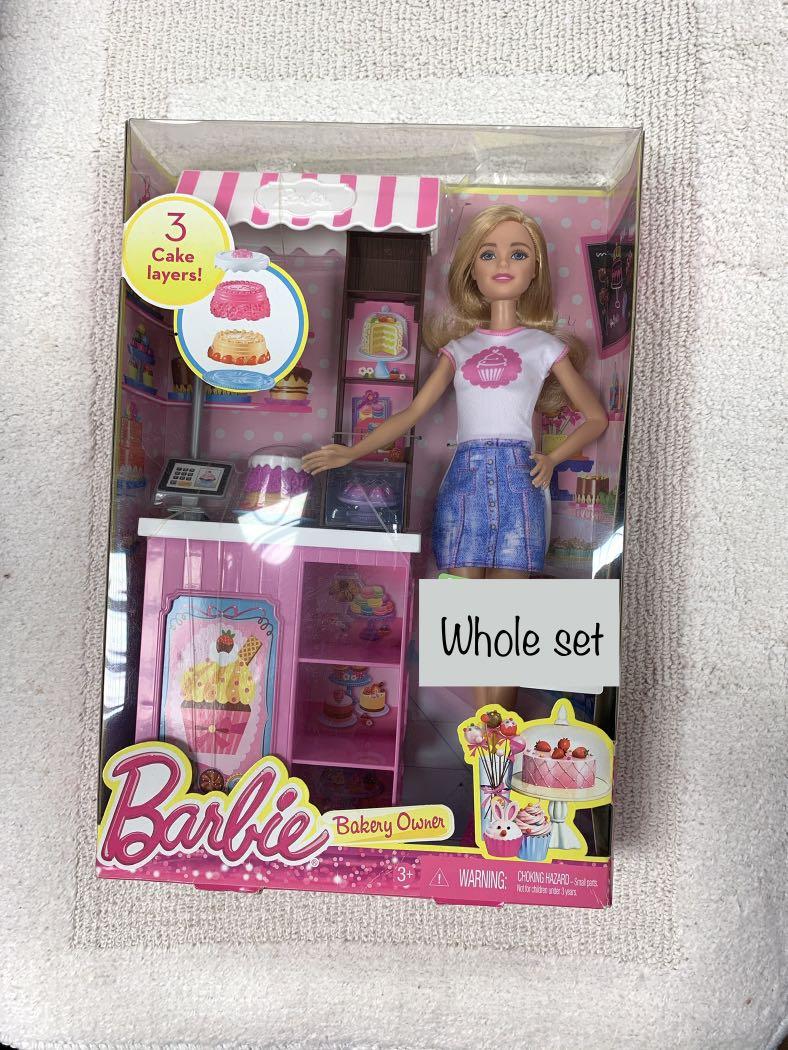 3
Cake
layers!
Whole set
Barbie®
Bakery Owner
3+
WARNING:
CHOKING HAZARD – Small parts.
Not for children under 3 years.